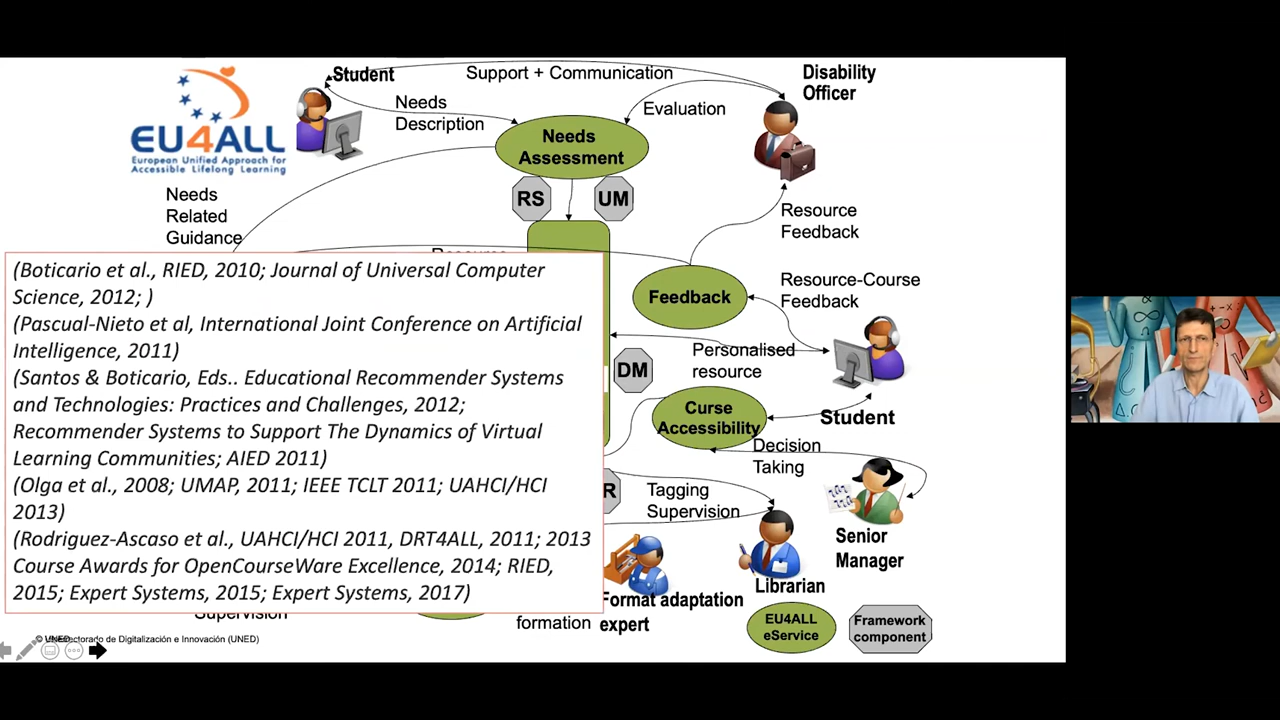 Student
Support + Communication
Disability
Officer
Needs
Description
Evaluation
EU4ALL
European Unified Approach for
Accessible Lifelong Learning
Needs
Assessment
RS
UM
Needs
Related
Guidance
Resource
Feedback
(Boticario et al., RIED, 2010; Journal of Universal Computer
Science, 2012; )
(Pascual-Nieto et al, International Joint Conference on Artificial
Intelligence, 2011)
(Santos & Boticario, Eds.. Educational Recommender Systems
and Technologies: Practices and Challenges, 2012;
Recommender Systems to Support The Dynamics of Virtual
Learning Communities; AIED 2011)
(Olga et al., 2008; UMAP, 2011; IEEE TCLT 2011; UAHCI/HCI
2013)
(Rodriguez-Ascaso et al., UAHCI/HCI 2011, DRT4ALL, 2011; 2013
Course Awards for OpenCourseWare Excellence, 2014; RIED,
2015; Expert Systems, 2015; Expert Systems, 2017)
Feedback
Resource-Course
Feedback
Personalised
resource
DM
Curse
Accessibility
Student
Decision
Taking
R
Tagging
Supervision
Senior
Manager
Librarian
Format adaptation
expert
Supervision
formation
EU4ALL
eService
Framework
component
de Digitalización e Innovación (UNED)